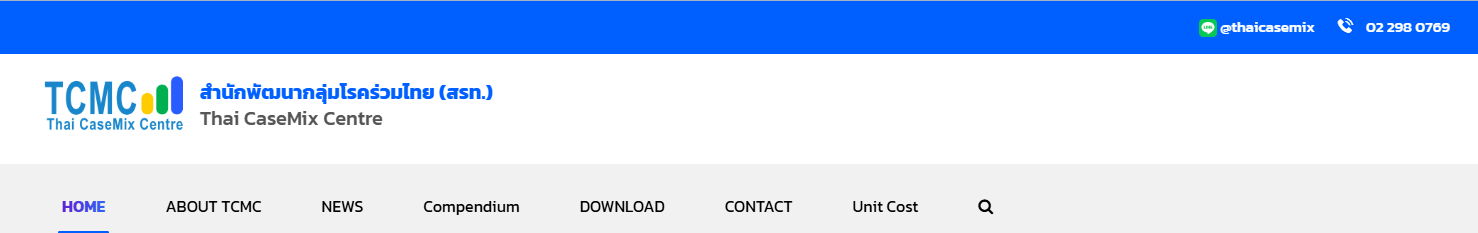 @thaicasemix 02 298 0769
TCMC
Thai CaseMix Centre
สำนักพัฒนากลุ่มโรคร่วมไทย (สรท.)
Thai CaseMix Centre
HOME ABOUT TCMC NEWS Compendium DOWNLOAD CONTACT Unit Cost